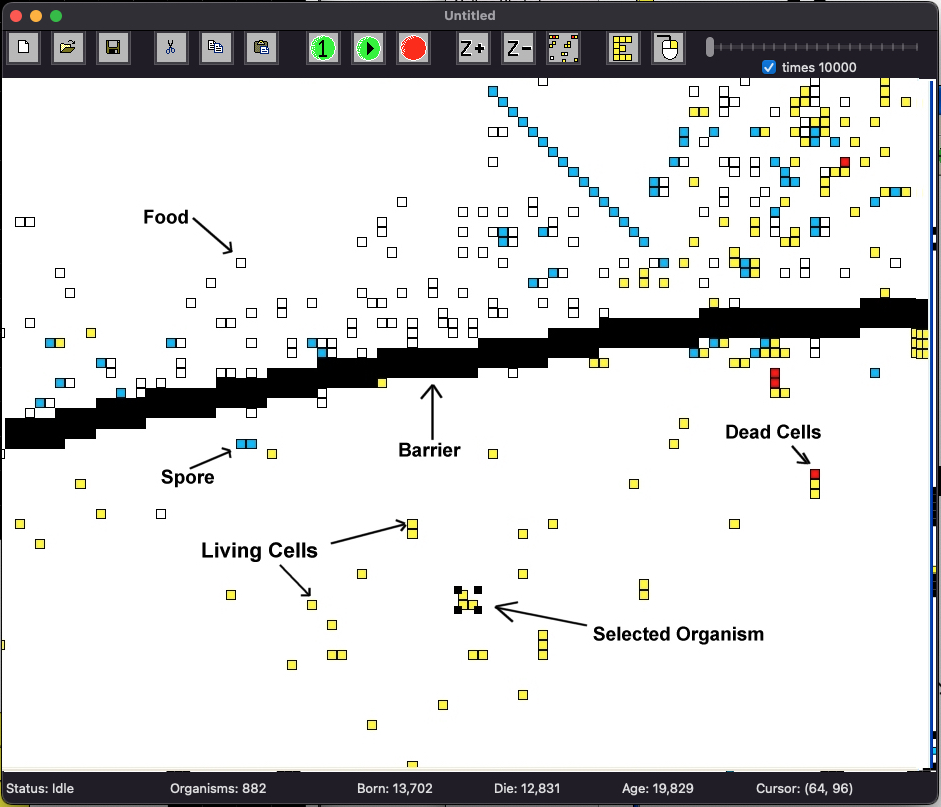 Untitled
1
Z+
Z-
times 10000
Food
Barrier
Dead Cells
Spore
Living Cells
Selected Organism
Status: Idle
Organisms: 882
Born: 13,702
Die: 12,831
Age: 19,829
Cursor: (64, 96)